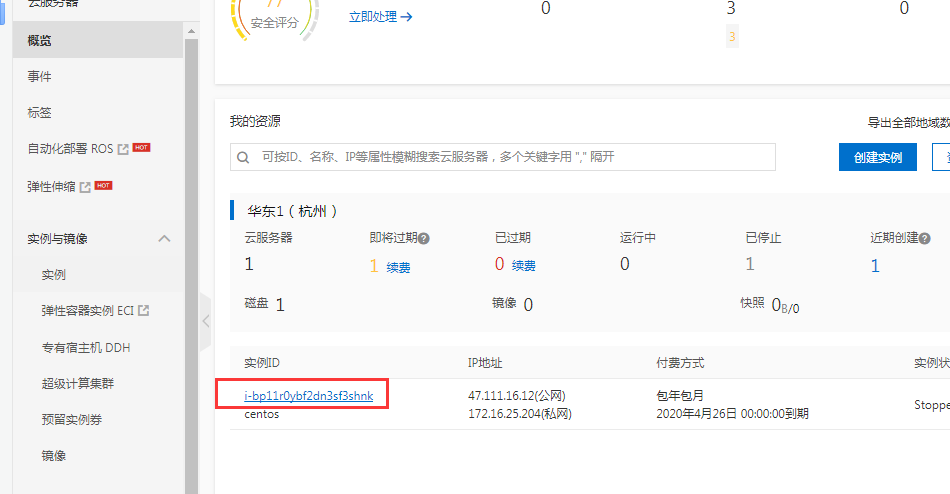 云服务器
概览
事件
标签
自动化部署 ROS HOT
弹性伸缩 HOT
实例与镜像
实例
弹性容器实例 ECI
专有宿主机 DDH
超级计算集群
预留实例券
镜像
77
安全评分
立即处理
0
3
0
3
我的资源
导出全部地域数
可按ID、名称、IP等属性模糊搜索云服务器，多个关键字用 "," 隔开
创建实例
华东1（杭州）
云服务器 即将过期 已过期 运行中 已停止 近期创建
1 1 续费 0 续费 0 1 1
磁盘 1 镜像 0 快照 0B/0
实例ID IP地址 付费方式 实例状
i-bp11r0ybf2dn3sf3shnk 47.111.16.12(公网) 包年包月
centos 172.16.25.204(私网) 2020年4月26日 00:00:00到期
Stoppe